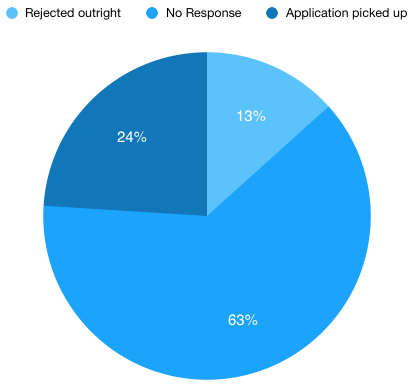 Rejected outright No Response Application picked up
13%
24%
63%